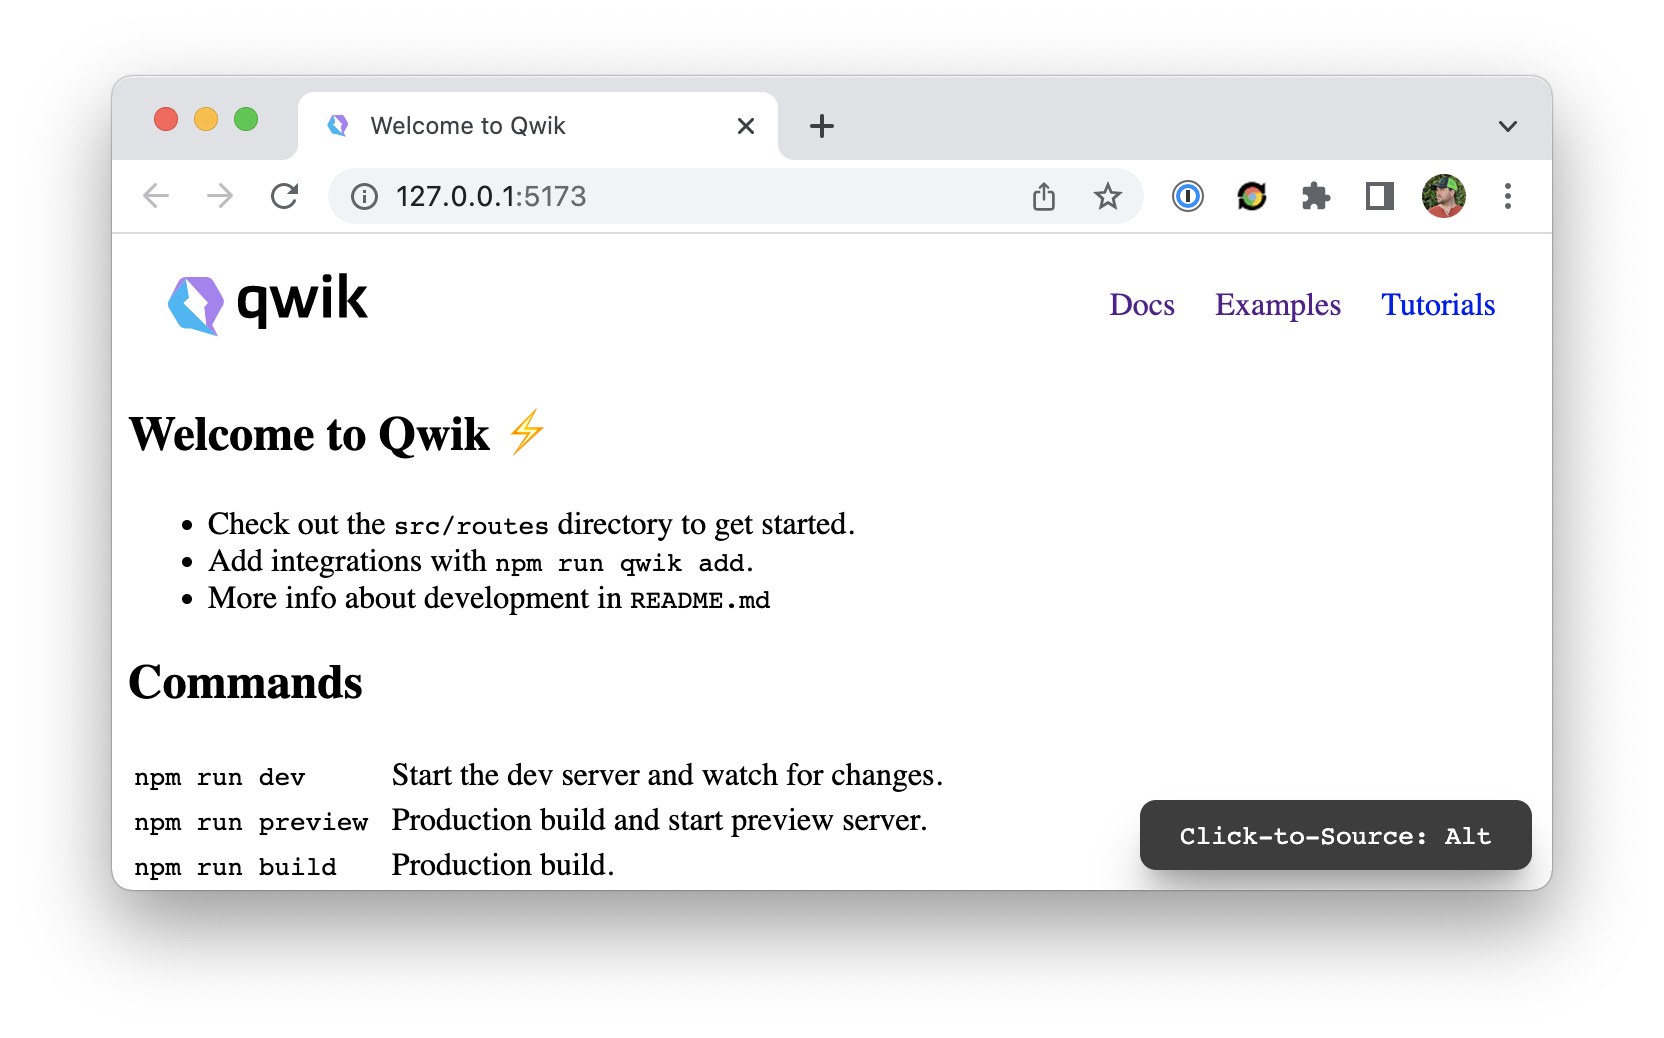 Welcome to Qwik
127.0.0.1:5173
qwik
Docs Examples Tutorials
Welcome to Qwik ⚡
• Check out the src/routes directory to get started.
• Add integrations with npm run qwik add.
• More info about development in README.md
Commands
npm run dev Start the dev server and watch for changes.
npm run preview Production build and start preview server.
npm run build Production build.
Click-to-Source: Alt